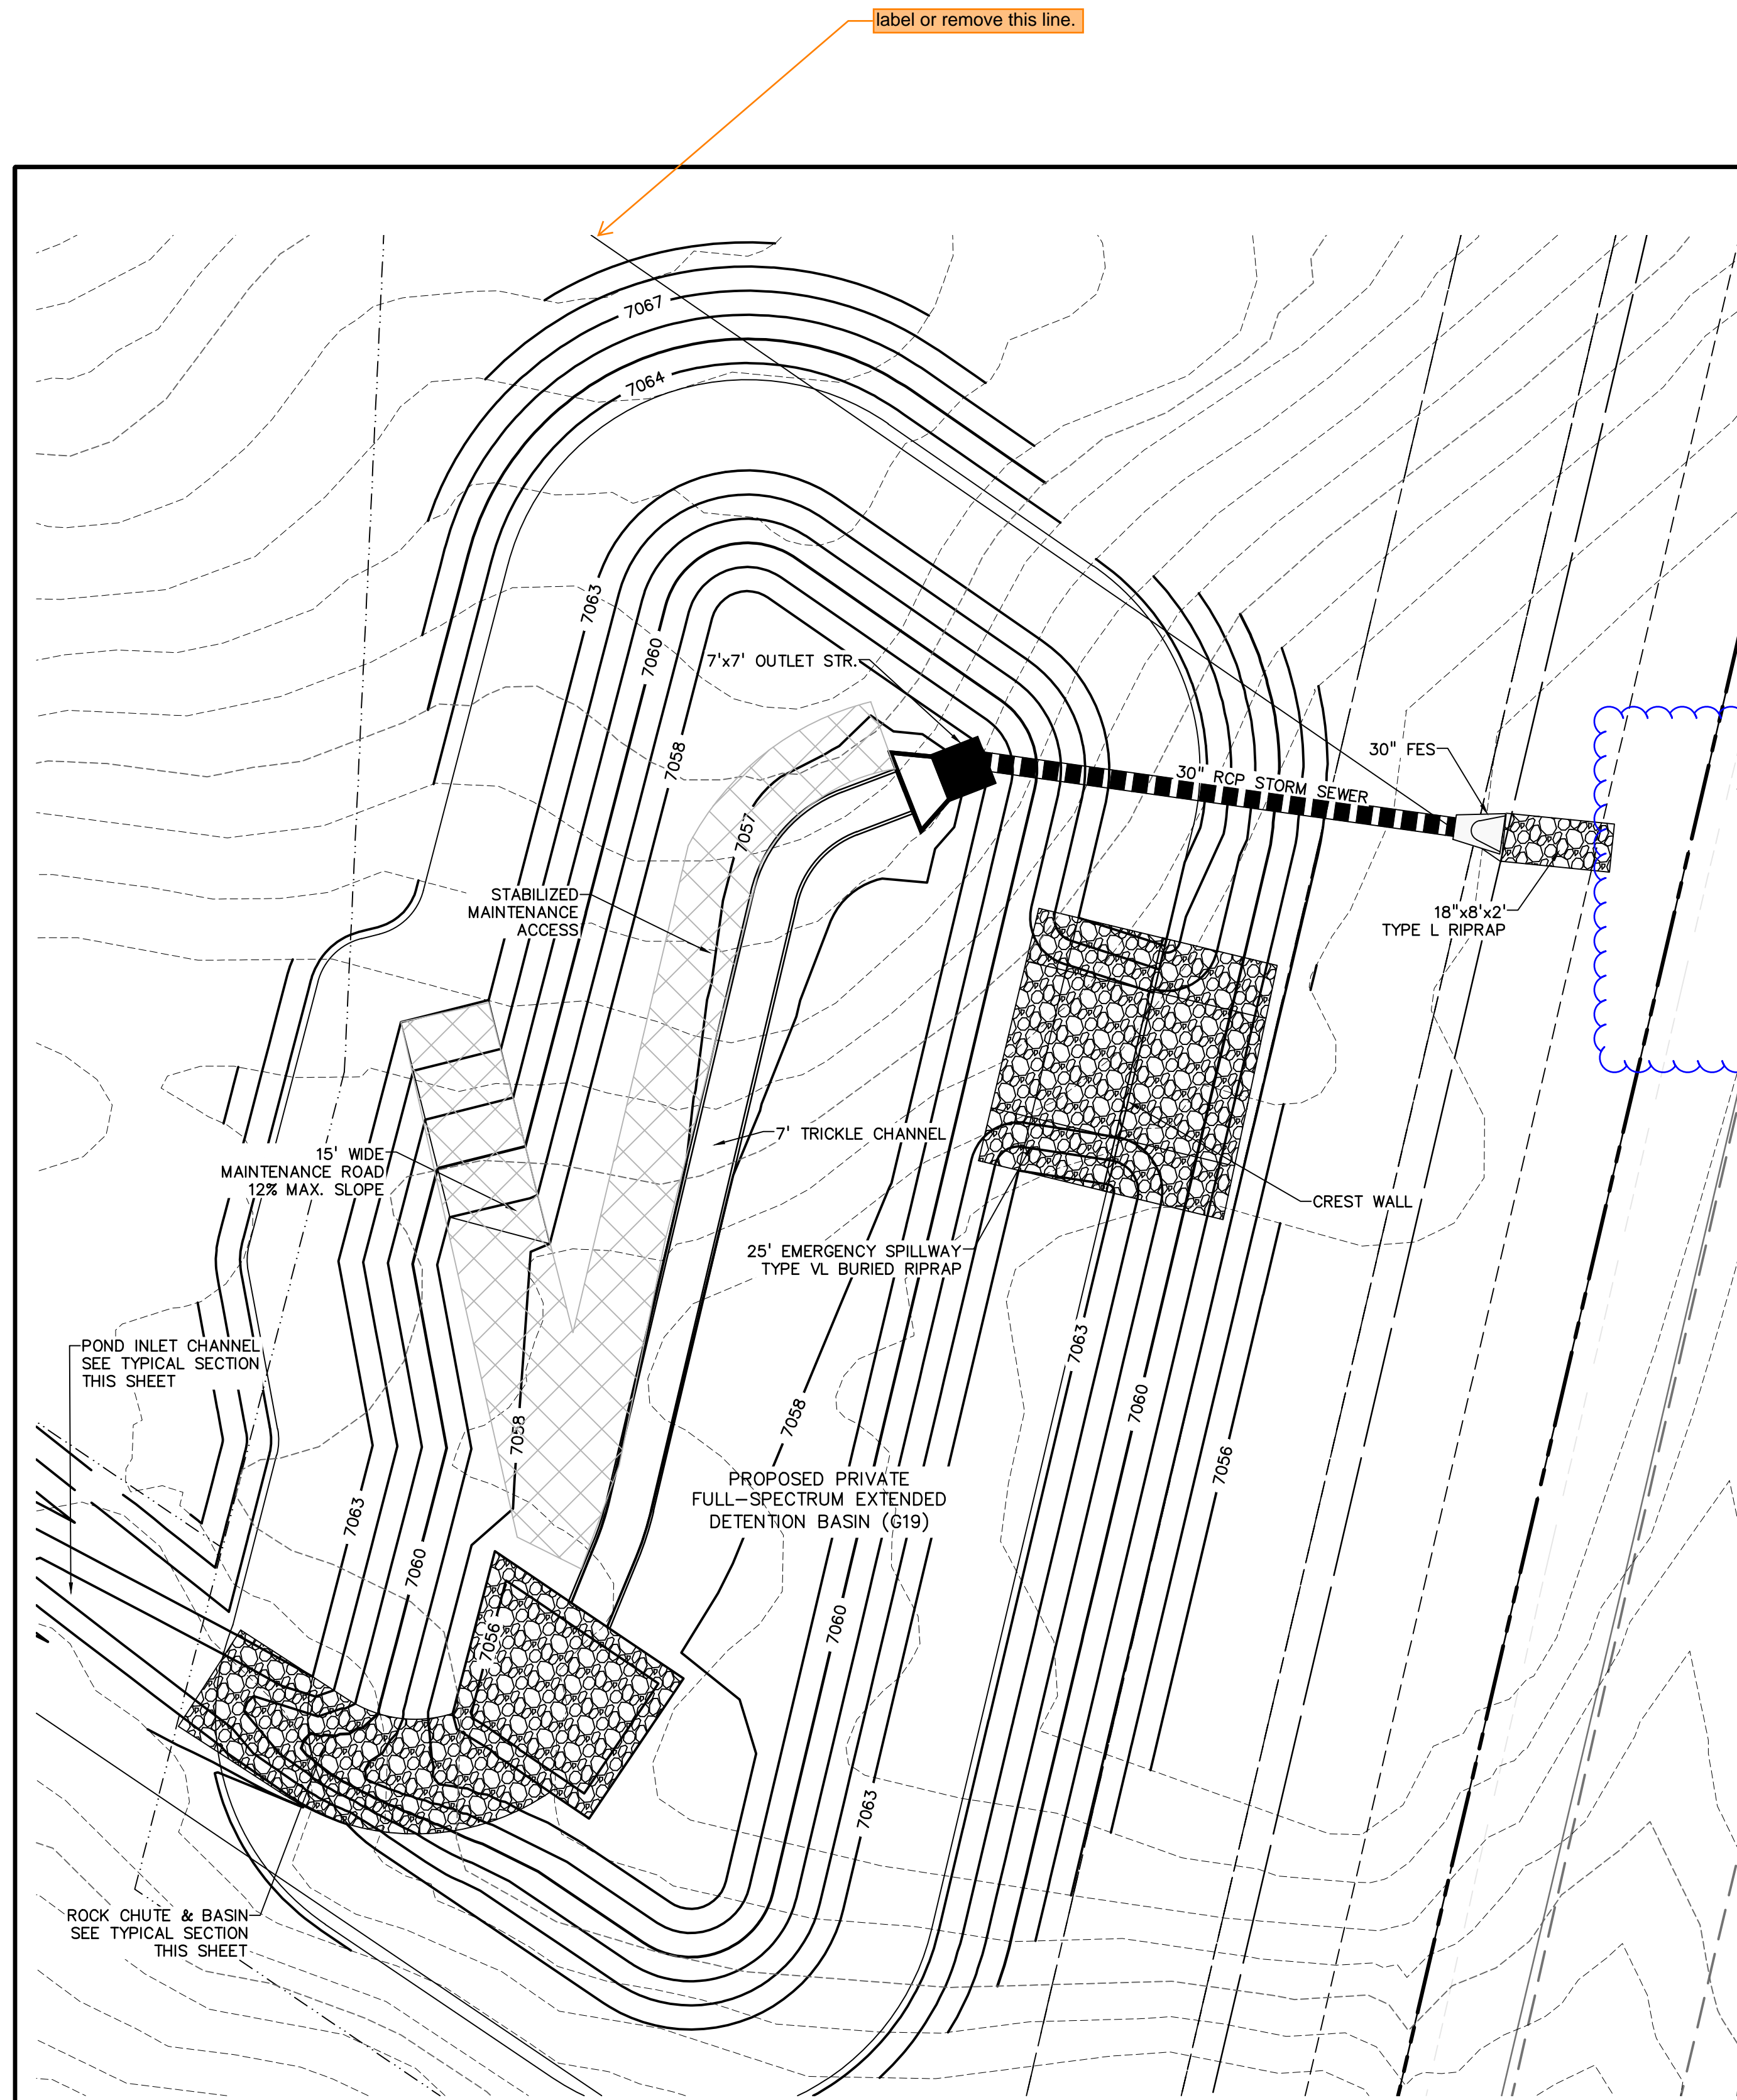 label or remove this line.
7067
7064
7063
7060
7058
7'x7' OUTLET STR.
30" RCP STORM SEWER
30" FES
18"x8'x2'
TYPE L RIPRAP
7057
STABILIZED
MAINTENANCE
ACCESS
7' TRICKLE CHANNEL
15' WIDE
MAINTENANCE ROAD
12% MAX. SLOPE
CREST WALL
25' EMERGENCY SPILLWAY
TYPE VL BURIED RIPRAP
POND INLET CHANNEL
SEE TYPICAL SECTION
THIS SHEET
7063
7060
7058
7058
7056
PROPOSED PRIVATE
FULL-SPECTRUM EXTENDED
DETENTION BASIN (G19)
7063
7060
7056
7060
7063
ROCK CHUTE & BASIN
SEE TYPICAL SECTION
THIS SHEET